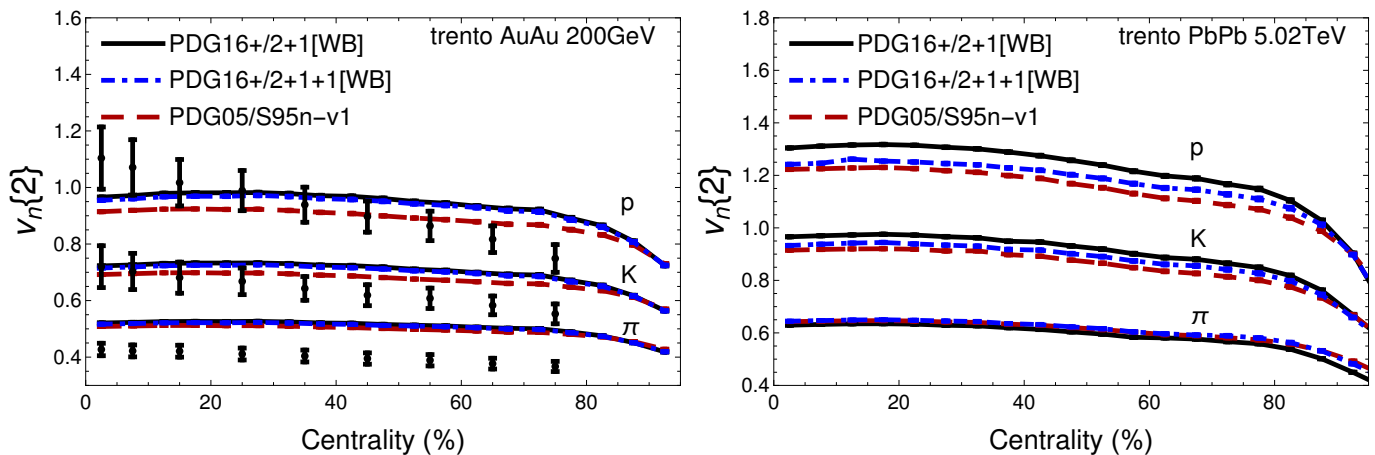 trento AuAu 200GeV
PDG16+/2+1[WB]
PDG16+/2+1+1[WB]
PDG05/S95n-v1
p
K
π
1.6
1.4
1.2
1.0
0.8
0.6
0.4
vn{2}
0 20 40 60 80
Centrality (%)
trento PbPb 5.02TeV
PDG16+/2+1[WB]
PDG16+/2+1+1[WB]
PDG05/S95n-v1
p
K
π
1.8
1.6
1.4
1.2
1.0
0.8
0.6
0.4
vn{2}
0 20 40 60 80
Centrality (%)